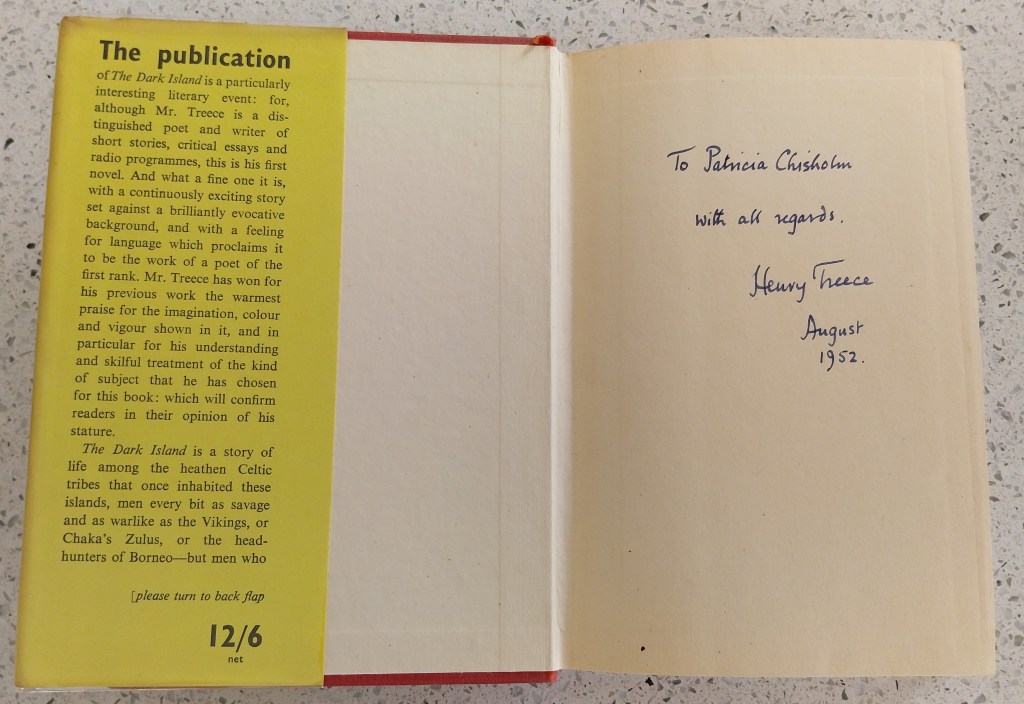 The publication
of The Dark Island is a particularly
interesting literary event: for,
although Mr. Treece is a dis-
tinguished poet and writer of
short stories, critical essays and
radio programmes, this is his first
novel. And what a fine one it is,
with a continuously exciting story
set against a brilliantly evocative
background, and with a feeling
for language which proclaims it
to be the work of a poet of the
first rank. Mr. Treece has won for
his previous work the warmest
praise for the imagination, colour
and vigour shown in it, and in
particular for his understanding
and skilful treatment of the kind
of subject that he has chosen
for this book: which will confirm
readers in their opinion of his
stature.
The Dark Island is a story of
life among the heathen Celtic
tribes that once inhabited these
islands, men every bit as savage
and as warlike as the Vikings, or
Chaka's Zulus, or the head-
hunters of Borneo—but men who
[please turn to back flap
12/6
net
To Patricia Chisholm
with all regards.
Henry Treece
August
1952.